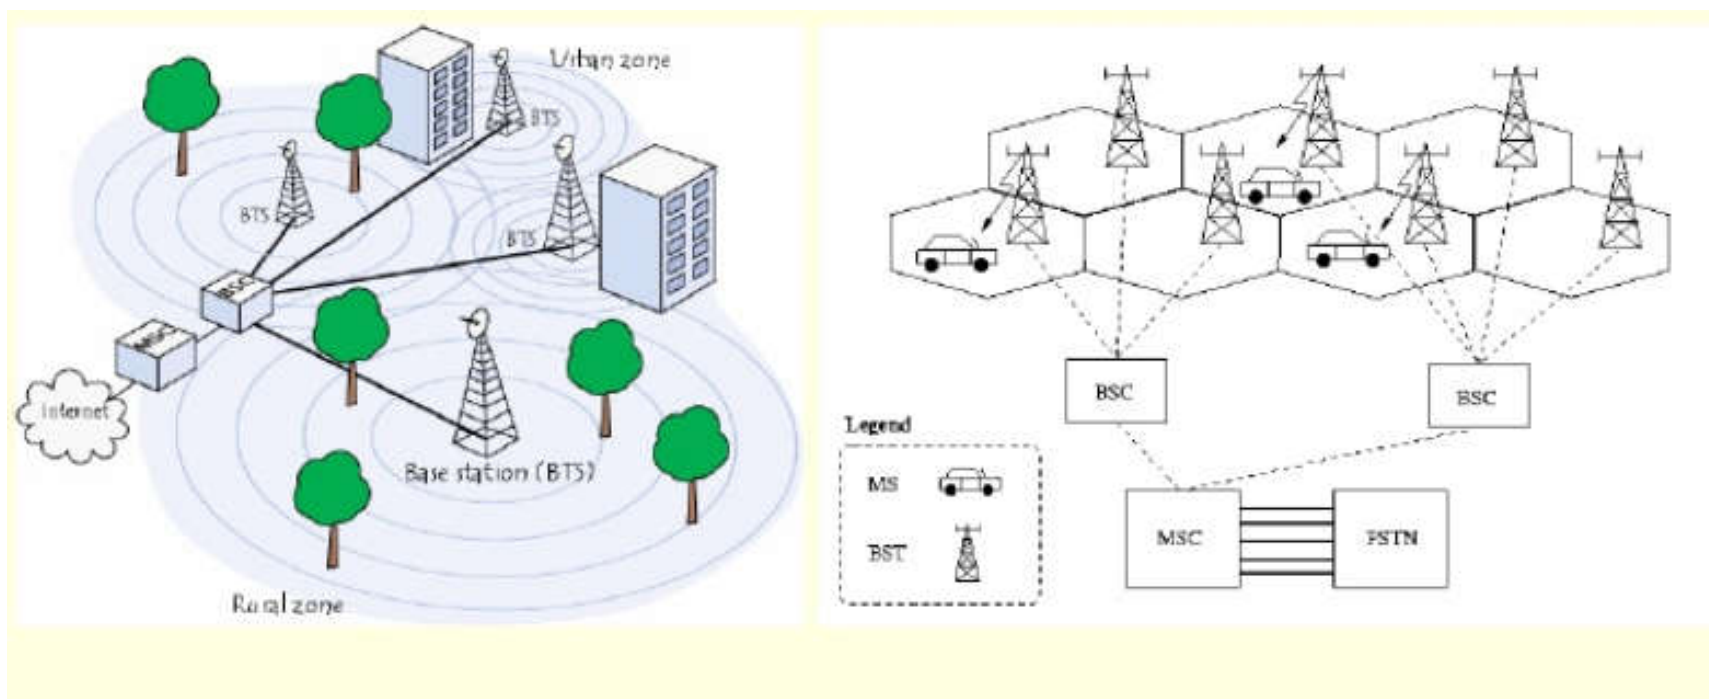 Urban zone
BTS
BTS
BTS
BSC
MSC
Internet
Base station (BTS)
Rural zone
BSC
BSC
Legend
MS
BST
MSC
PSTN